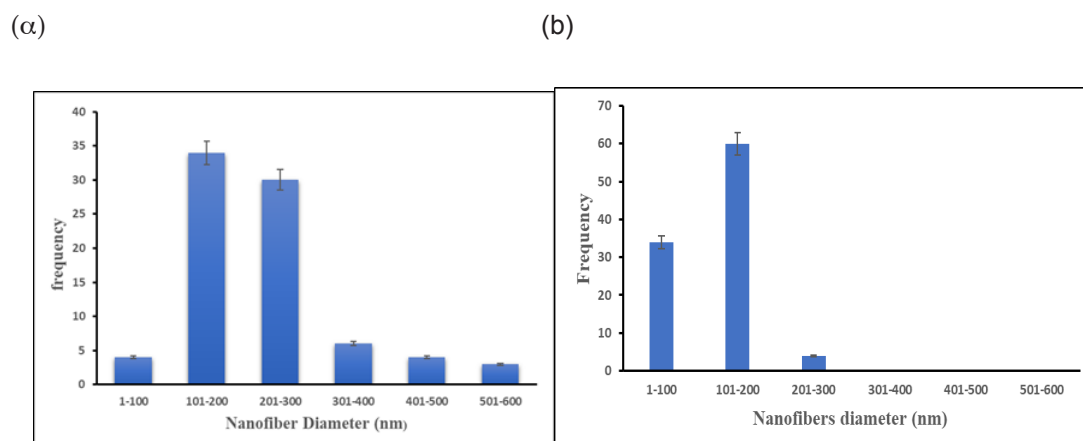 (α)
(b)
40
35
30
25
20
15
10
5
0
frequency
1-100 101-200 201-300 301-400 401-500 501-600
Nanofiber Diameter (nm)
70
60
50
40
30
20
10
0
Frequency
1-100 101-200 201-300 301-400 401-500 501-600
Nanofibers diameter (nm)